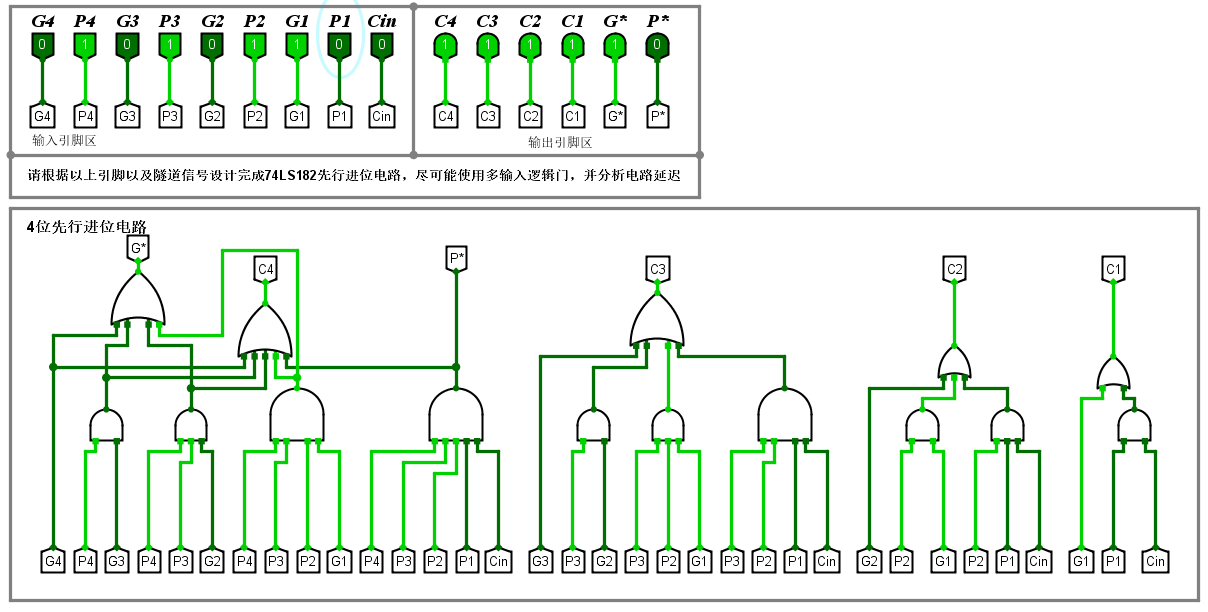 G4 P4 G3 P3 G2 P2 G1 P1 Cin C4 C3 C2 C1 G* P*
0 1 0 1 0 1 1 0 0 1 1 1 1 1 0
G4 P4 G3 P3 G2 P2 G1 P1 Cin C4 C3 C2 C1 G* P*
输入引脚区 输出引脚区
请根据以上引脚以及隧道信号设计完成74LS182先行进位电路，尽可能使用多输入逻辑门，并分析电路延迟
4位先行进位电路
G* C4 P* C3 C2 C1
G4 P4 G3 P4 P3 G2 P4 P3 P2 G1 P4 P3 P2 P1 Cin G3 P3 G2 P3 P2 G1 P3 P2 P1 Cin G2 P2 G1 P2 P1 Cin G1 P1 Cin